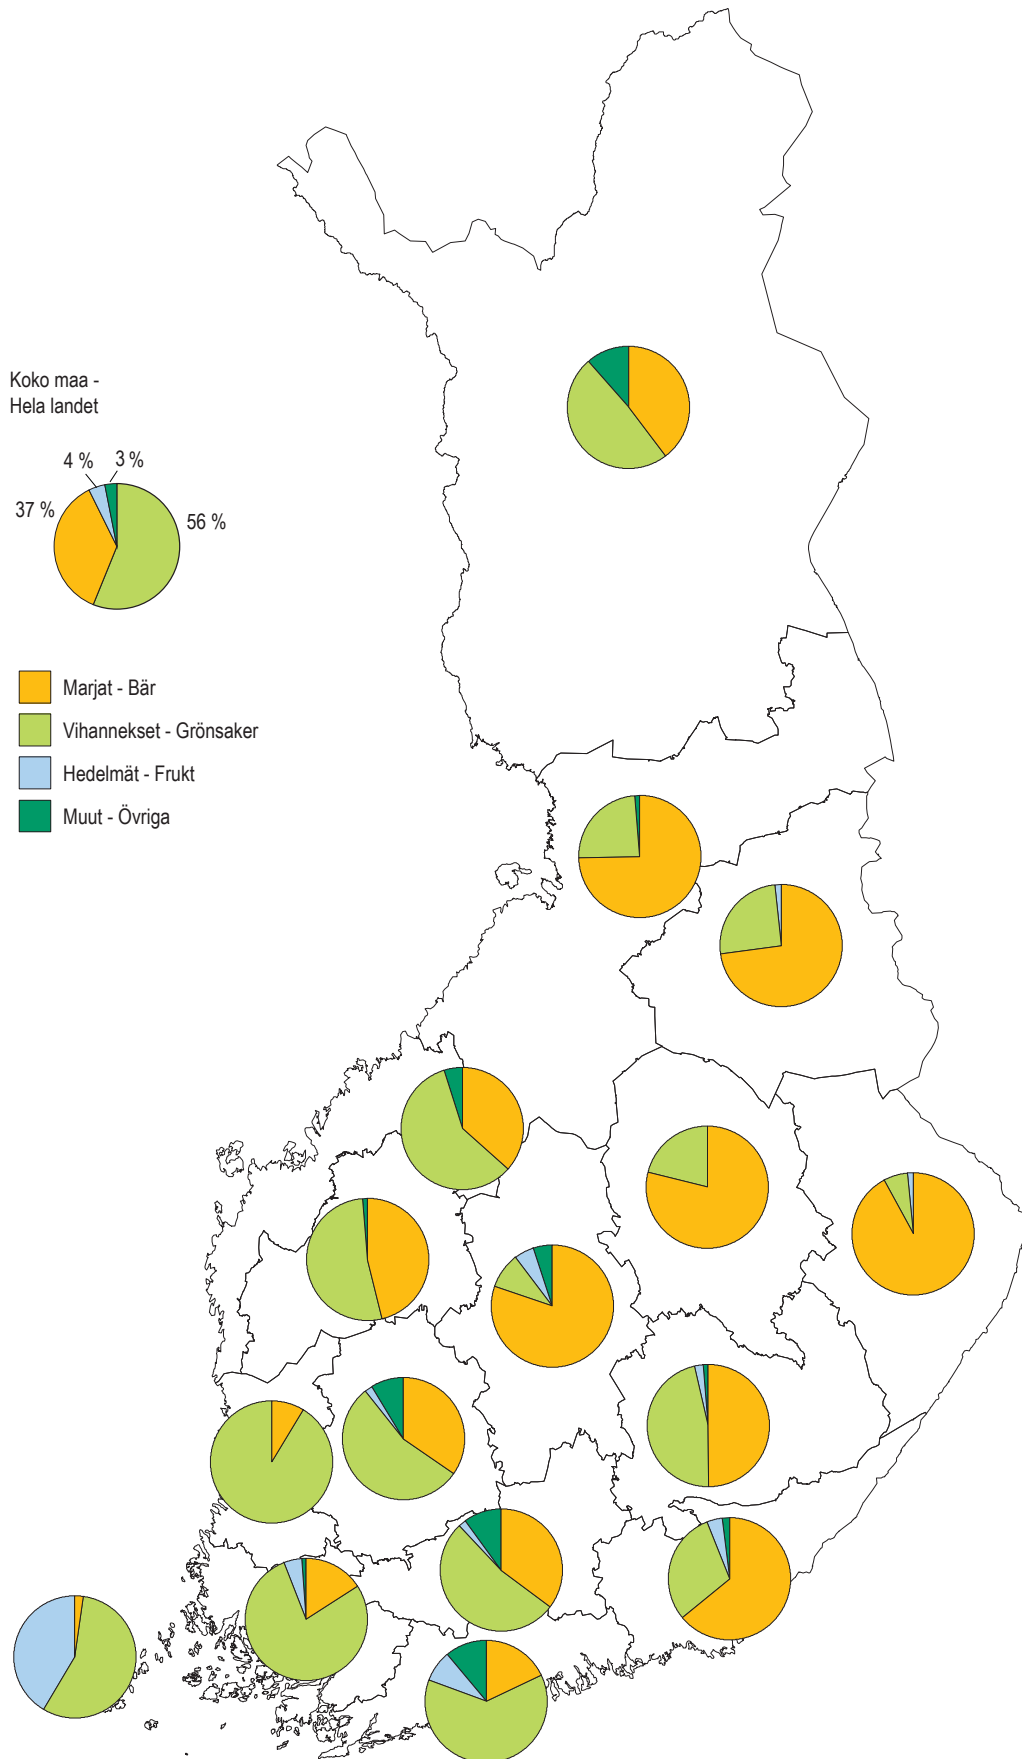 Koko maa -
Hela landet
4 %
3 %
37 %
56 %
Marjat - Bär
Vihannekset - Grönsaker
Hedelmät - Frukt
Muut - Övriga